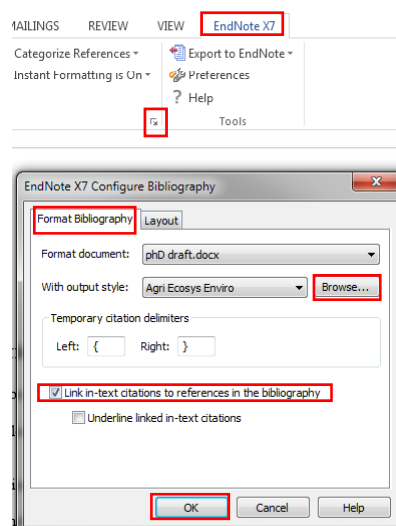 MAILINGS REVIEW VIEW EndNote X7
Categorize References Export to EndNote
Instant Formatting is On Preferences
? Help
Tools
EndNote X7 Configure Bibliography
Format Bibliography Layout
Format document: phD draft.docx
With output style: Agri Ecosys Enviro Browse...
Temporary citation delimiters
Left: { Right: }
Link in-text citations to references in the bibliography
Underline linked in-text citations
OK Cancel Help